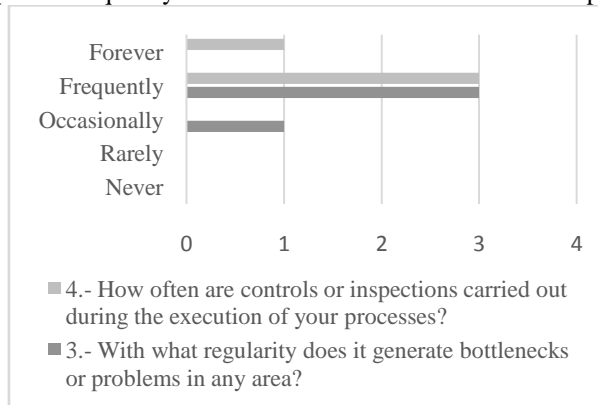 Forever
Frequently
Occasionally
Rarely
Never
0 1 2 3 4
4.- How often are controls or inspections carried out
during the execution of your processes?
3.- With what regularity does it generate bottlenecks
or problems in any area?